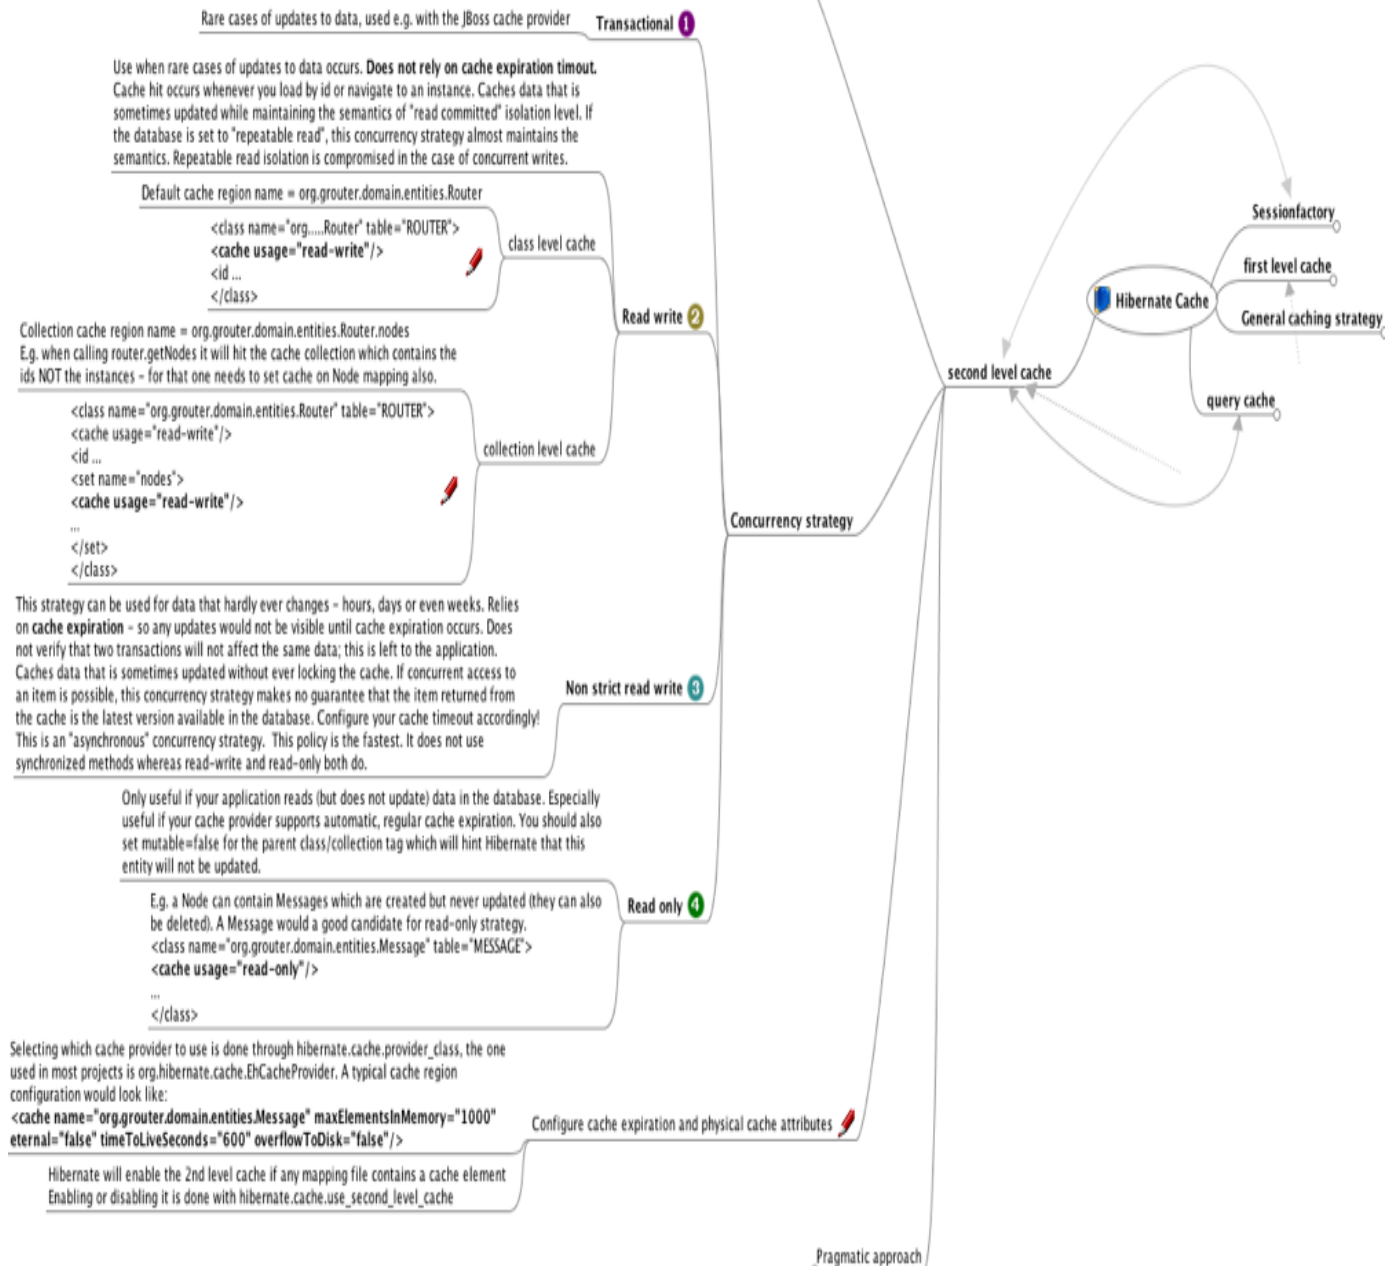 Rare cases of updates to data, used e.g. with the JBoss cache provider
Transactional 1
Use when rare cases of updates to data occurs. Does not rely on cache expiration timout.
Cache hit occurs whenever you load by id or navigate to an instance. Caches data that is
sometimes updated while maintaining the semantics of "read committed" isolation level. If
the database is set to "repeatable read", this concurrency strategy almost maintains the
semantics. Repeatable read isolation is compromised in the case of concurrent writes.
Default cache region name = org.grouter.domain.entities.Router
<class name="org.....Router" table="ROUTER">
<cache usage="read-write"/>
<id ...
</class>
class level cache
Read write 2
Collection cache region name = org.grouter.domain.entities.Router.nodes
E.g. when calling router.getNodes it will hit the cache collection which contains the
ids NOT the instances - for that one needs to set cache on Node mapping also.
<class name="org.grouter.domain.entities.Router" table="ROUTER">
<cache usage="read-write"/>
<id ...
<set name="nodes">
<cache usage="read-write"/>
...
</set>
</class>
collection level cache
Concurrency strategy
This strategy can be used for data that hardly ever changes - hours, days or even weeks. Relies
on cache expiration - so any updates would not be visible until cache expiration occurs. Does
not verify that two transactions will not affect the same data; this is left to the application.
Caches data that is sometimes updated without ever locking the cache. If concurrent access to
an item is possible, this concurrency strategy makes no guarantee that the item returned from
the cache is the latest version available in the database. Configure your cache timeout accordingly!
This is an "asynchronous" concurrency strategy. This policy is the fastest. It does not use
synchronized methods whereas read-write and read-only both do.
Non strict read write 3
Only useful if your application reads (but does not update) data in the database. Especially
useful if your cache provider supports automatic, regular cache expiration. You should also
set mutable=false for the parent class/collection tag which will hint Hibernate that this
entity will not be updated.
E.g. a Node can contain Messages which are created but never updated (they can also
be deleted). A Message would a good candidate for read-only strategy.
<class name="org.grouter.domain.entities.Message" table="MESSAGE">
<cache usage="read-only"/>
...
</class>
Read only 4
Selecting which cache provider to use is done through hibernate.cache.provider_class, the one
used in most projects is org.hibernate.cache.EhCacheProvider. A typical cache region
configuration would look like:
<cache name="org.grouter.domain.entities.Message" maxElementsInMemory="1000"
eternal="false" timeToLiveSeconds="600" overflowToDisk="false"/>
Configure cache expiration and physical cache attributes
Hibernate will enable the 2nd level cache if any mapping file contains a cache element
Enabling or disabling it is done with hibernate.cache.use_second_level_cache
Pragmatic approach
second level cache
Hibernate Cache
Sessionfactory
first level cache
General caching strategy
query cache